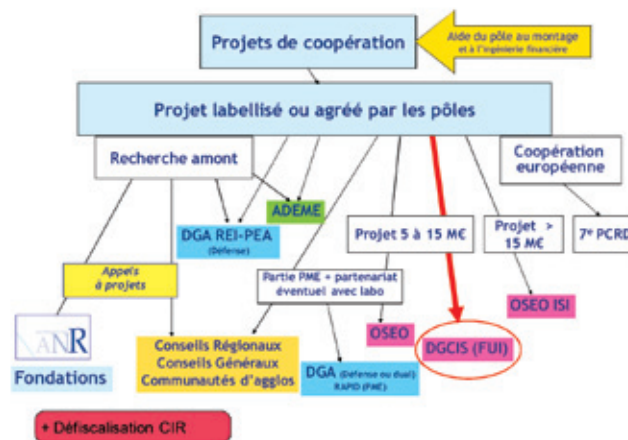 Projets de coopération
Aide du pôle au montage
et à l'ingénierie financière
Projet labellisé ou agréé par les pôles
Recherche amont
Coopération
européenne
ADEME
DGA REI-PEA
(Défense)
Projet 5 à 15 M€
Projet >
15 M€
7e PCRD
Appels
à projets
Partie PME + partenariat
éventuel avec labo
OSEO ISI
ANR
OSEO
DGCIS (FUI)
Fondations
Conseils Régionaux
Conseils Généraux
Communautés d'agglos
DGA (Défense ou dual)
RAPID (PME)
+ Défiscalisation CIR